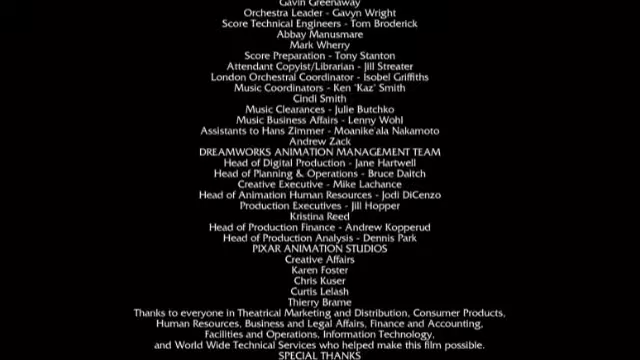 Gavin Greenaway
Orchestra Leader - Gavyn Wright
Score Technical Engineers - Tom Broderick
Abbay Manusmare
Mark Wherry
Score Preparation - Tony Stanton
Attendant Copyist/Librarian - Jill Streater
London Orchestral Coordinator - Isobel Griffiths
Music Coordinators - Ken 'Kaz' Smith
Cindi Smith
Music Clearances - Julie Butchko
Music Business Affairs - Lenny Wohl
Assistants to Hans Zimmer - Moanike'ala Nakamoto
Andrew Zack
DREAMWORKS ANIMATION MANAGEMENT TEAM
Head of Digital Production - Jane Hartwell
Head of Planning & Operations - Bruce Daitch
Creative Executive - Mike Lachance
Head of Animation Human Resources - Jodi DiCenzo
Production Executives - Jill Hopper
Kristina Reed
Head of Production Finance - Andrew Kopperud
Head of Production Analysis - Dennis Park
PIXAR ANIMATION STUDIOS
Creative Affairs
Karen Foster
Chris Kuser
Curtis Lelash
Thierry Brame
Thanks to everyone in Theatrical Marketing and Distribution, Consumer Products,
Human Resources, Business and Legal Affairs, Finance and Accounting,
Facilities and Operations, Information Technology,
and World Wide Technical Services who helped make this film possible.
SPECIAL THANKS